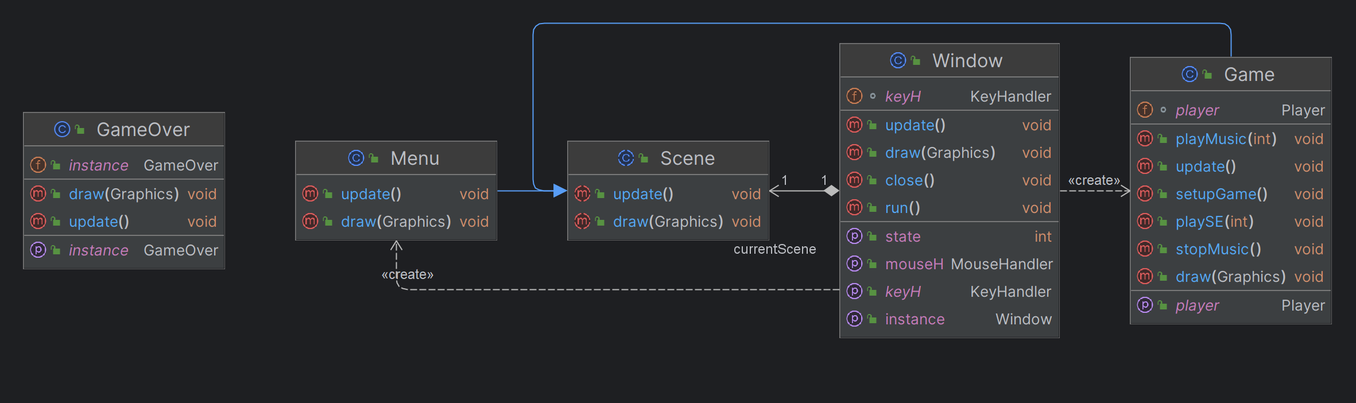 GameOver
f instance GameOver
m draw(Graphics) void
m update() void
p instance GameOver
C Menu
m update() void
m draw(Graphics) void
«create»
C Scene
m update() void
m draw(Graphics) void
1 1
currentScene
C Window
f keyH KeyHandler
m update() void
m draw(Graphics) void
m close() void
m run() void
p state int
p mouseH MouseHandler
p keyH KeyHandler
p instance Window
«create»
C Game
f player Player
m playMusic(int) void
m update() void
m setupGame() void
m playSE(int) void
m stopMusic() void
m draw(Graphics) void
p player Player